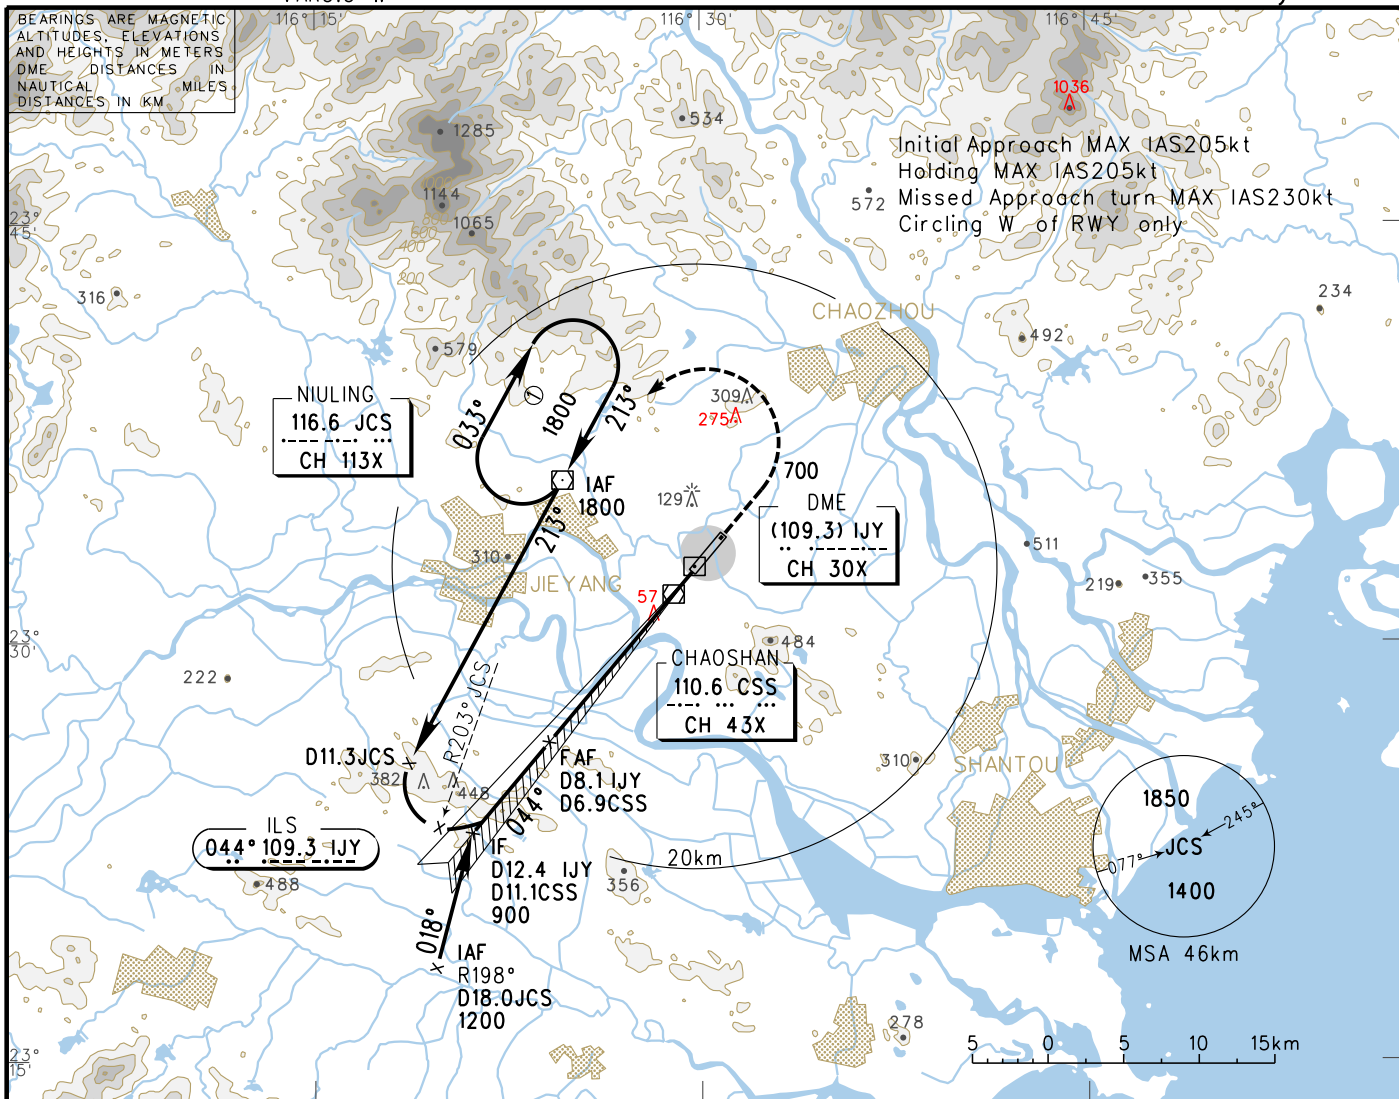 116° 15'
116° 30'
116° 45'
BEARINGS ARE MAGNETIC
ALTITUDES, ELEVATIONS
AND HEIGHTS IN METERS
DME DISTANCES IN
NAUTICAL MILES
DISTANCES IN KM
1036
1285
534
Initial Approach MAX IAS205kt
Holding MAX IAS205kt
Missed Approach turn MAX IAS230kt
Circling W of RWY only
572
1144
1065
600
400
200
23°
45'
316
234
CHAOZHOU
492
579
NIULING
116.6 JCS
CH 113X
033°
1
1800
213°
309
275
700
IAF
1800
129
213°
DME
(109.3) IJY
CH 30X
310
JIEYANG
511
219
355
57
23°
30'
484
CHAOSHAN
110.6 CSS
CH 43X
222
R203° JCS
D11.3JCS
382
448
FAF
D8.1 IJY
D6.9CSS
044°
310
SHANTOU
ILS
044° 109.3 IJY
IF
D12.4 IJY
D11.1CSS
900
20km
488
356
1850
245°
JCS
077°
1400
MSA 46km
018°
IAF
R198°
D18.0JCS
1200
278
23°
15'
5 0 5 10 15km